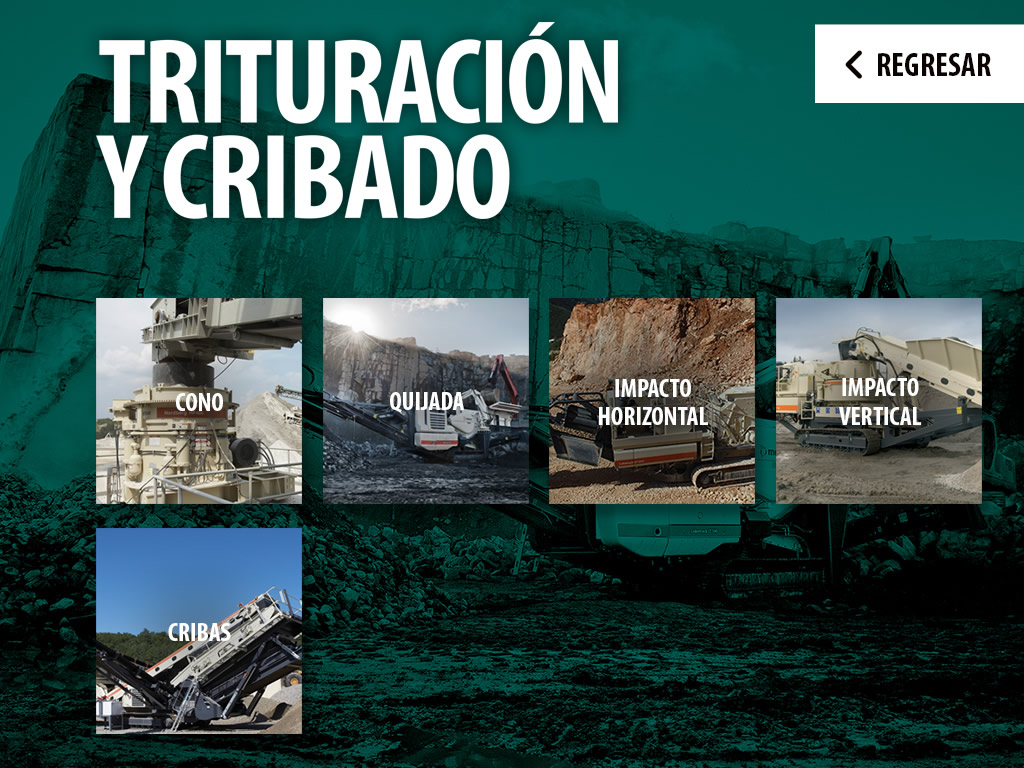 TRITURACIÓN
Y CRIBADO
REGRESAR
CONO
QUIJADA
IMPACTO
HORIZONTAL
IMPACTO
VERTICAL
CRIBAS